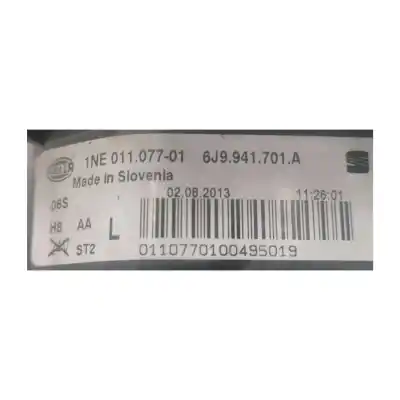 1NE 011.077-01 6J9.941.701.A
Made in Slovenia
02.08.2013 11:26:01
06S
H8 AA L
ST2
0110770100495019